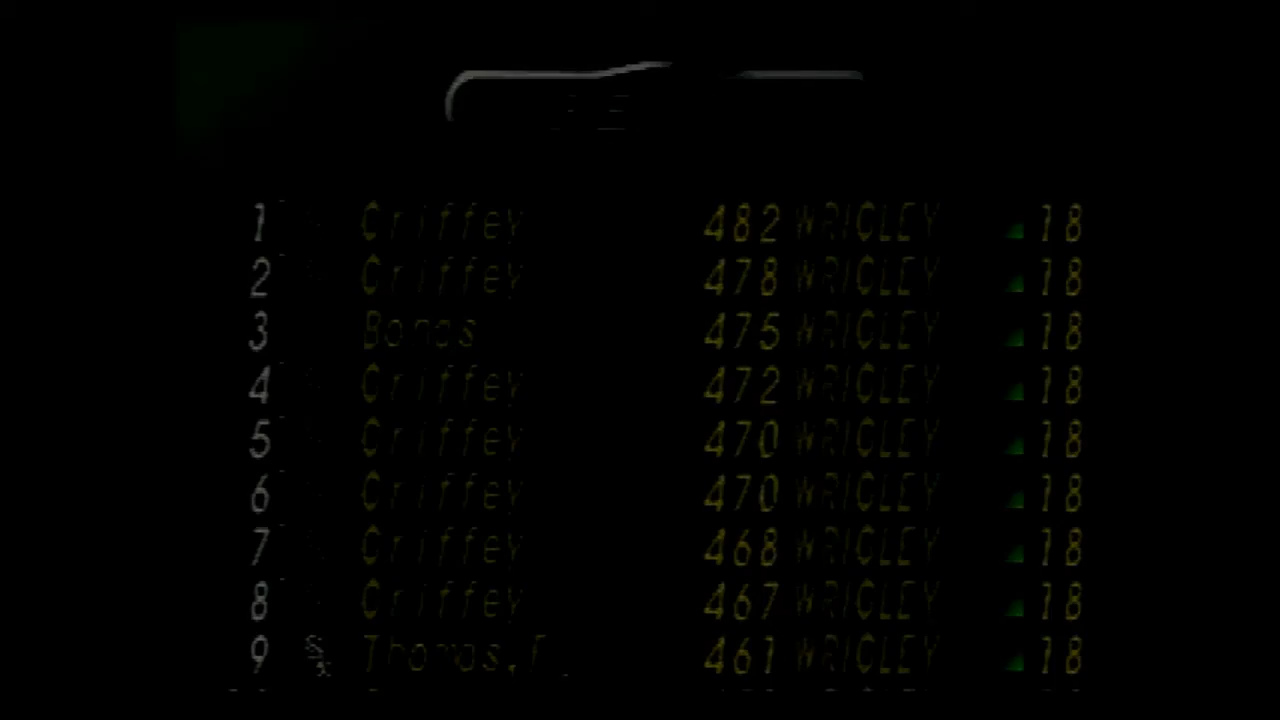 1 Griffey 482 WRIGLEY 18
2 Griffey 478 WRIGLEY 18
3 Bonds 475 WRIGLEY 18
4 Griffey 472 WRIGLEY 18
5 Griffey 470 WRIGLEY 18
6 Griffey 470 WRIGLEY 18
7 Griffey 468 WRIGLEY 18
8 Griffey 467 WRIGLEY 18
9 Thomas,F 461 WRIGLEY 18